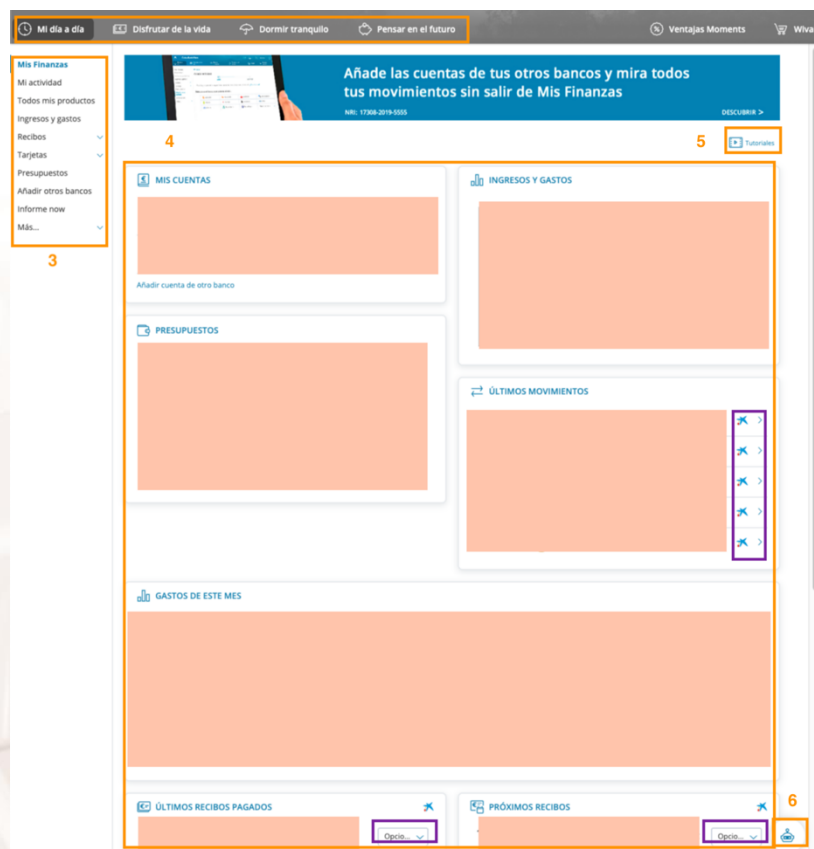 Mi día a día
Disfrutar de la vida
Dormir tranquilo
Pensar en el futuro
Ventajas Moments
Wiva
Mis Finanzas
Mi actividad
Todos mis productos
Ingresos y gastos
Recibos
Tarjetas
Presupuestos
Añadir otros bancos
Informe now
Más...
3
Añade las cuentas de tus otros bancos y mira todos
tus movimientos sin salir de Mis Finanzas
NRI: 17308-2019-5555
DESCUBRIR >
4
5
Tutoriales
MIS CUENTAS
Añadir cuenta de otro banco
INGRESOS Y GASTOS
PRESUPUESTOS
ÚLTIMOS MOVIMIENTOS
GASTOS DE ESTE MES
ÚLTIMOS RECIBOS PAGADOS
Opcio...
PRÓXIMOS RECIBOS
Opcio...
6